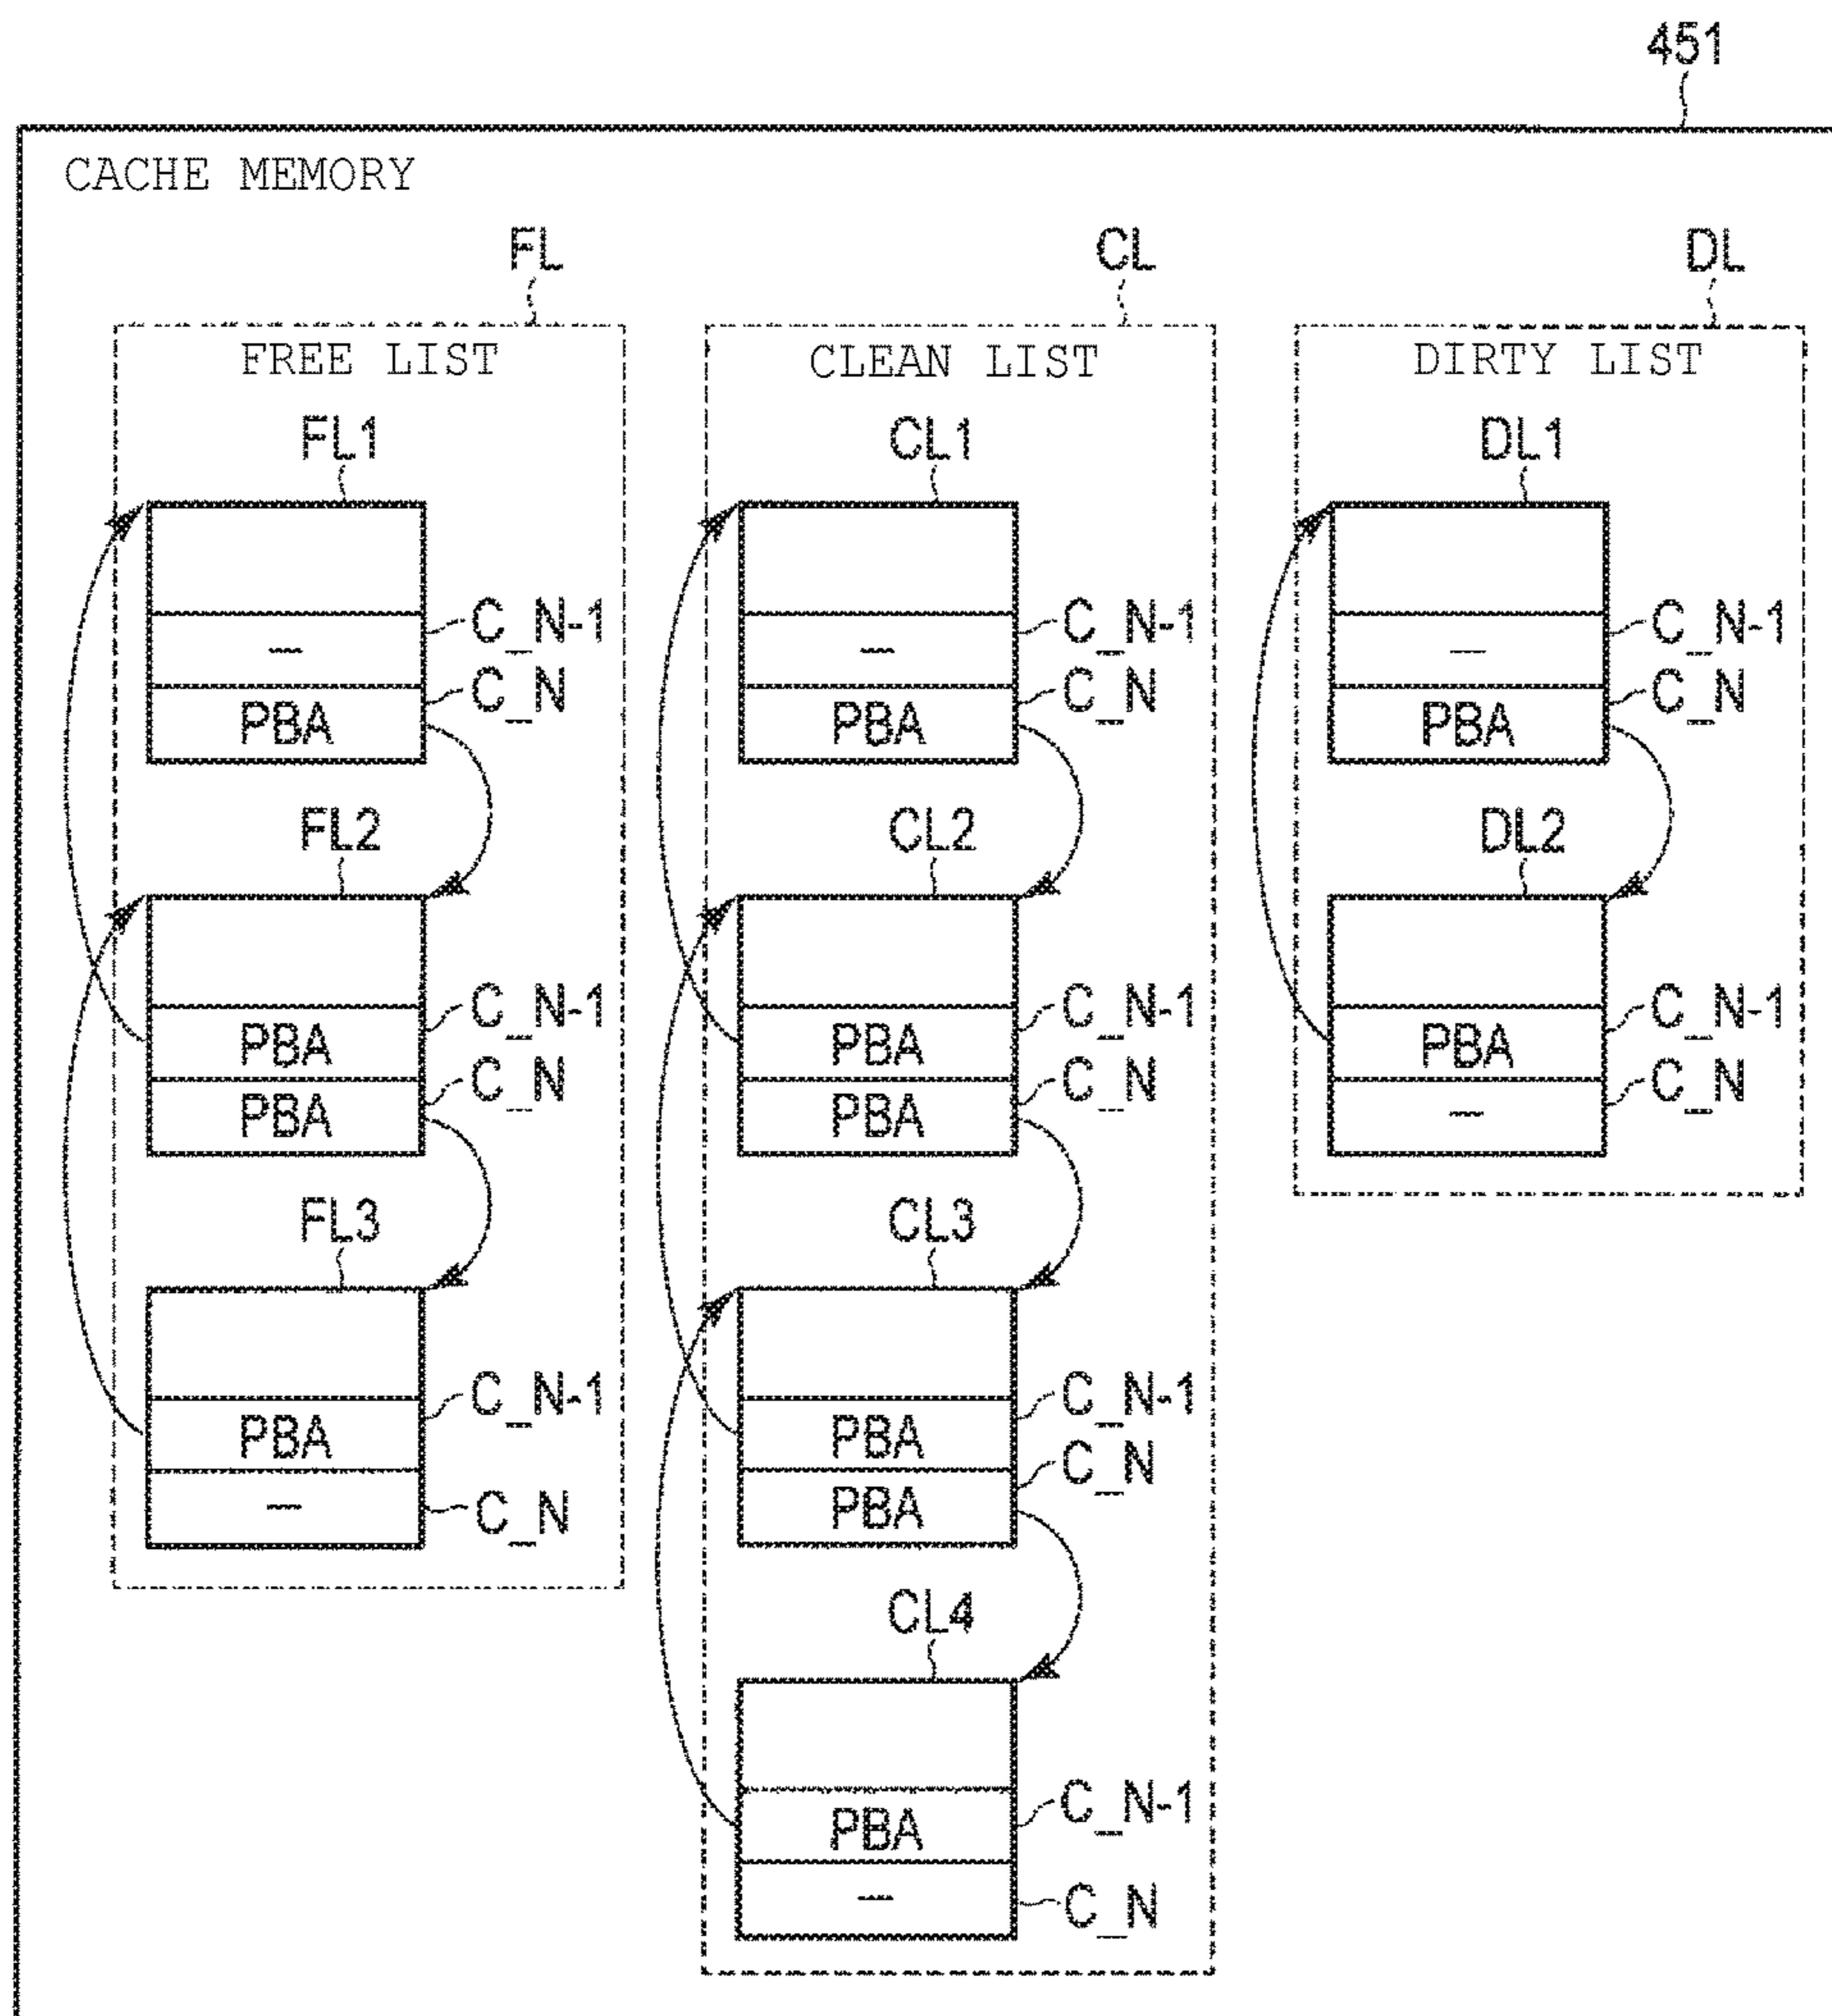 451
CACHE MEMORY
FL
FREE LIST
FL1
—
C_N-1
PBA
C_N
FL2
PBA
C_N-1
PBA
C_N
FL3
PBA
C_N-1
—
C_N
CL
CLEAN LIST
CL1
—
C_N-1
PBA
C_N
CL2
PBA
C_N-1
PBA
C_N
CL3
PBA
C_N-1
PBA
C_N
CL4
PBA
C_N-1
—
C_N
DL
DIRTY LIST
DL1
—
C_N-1
PBA
C_N
DL2
PBA
C_N-1
—
C_N